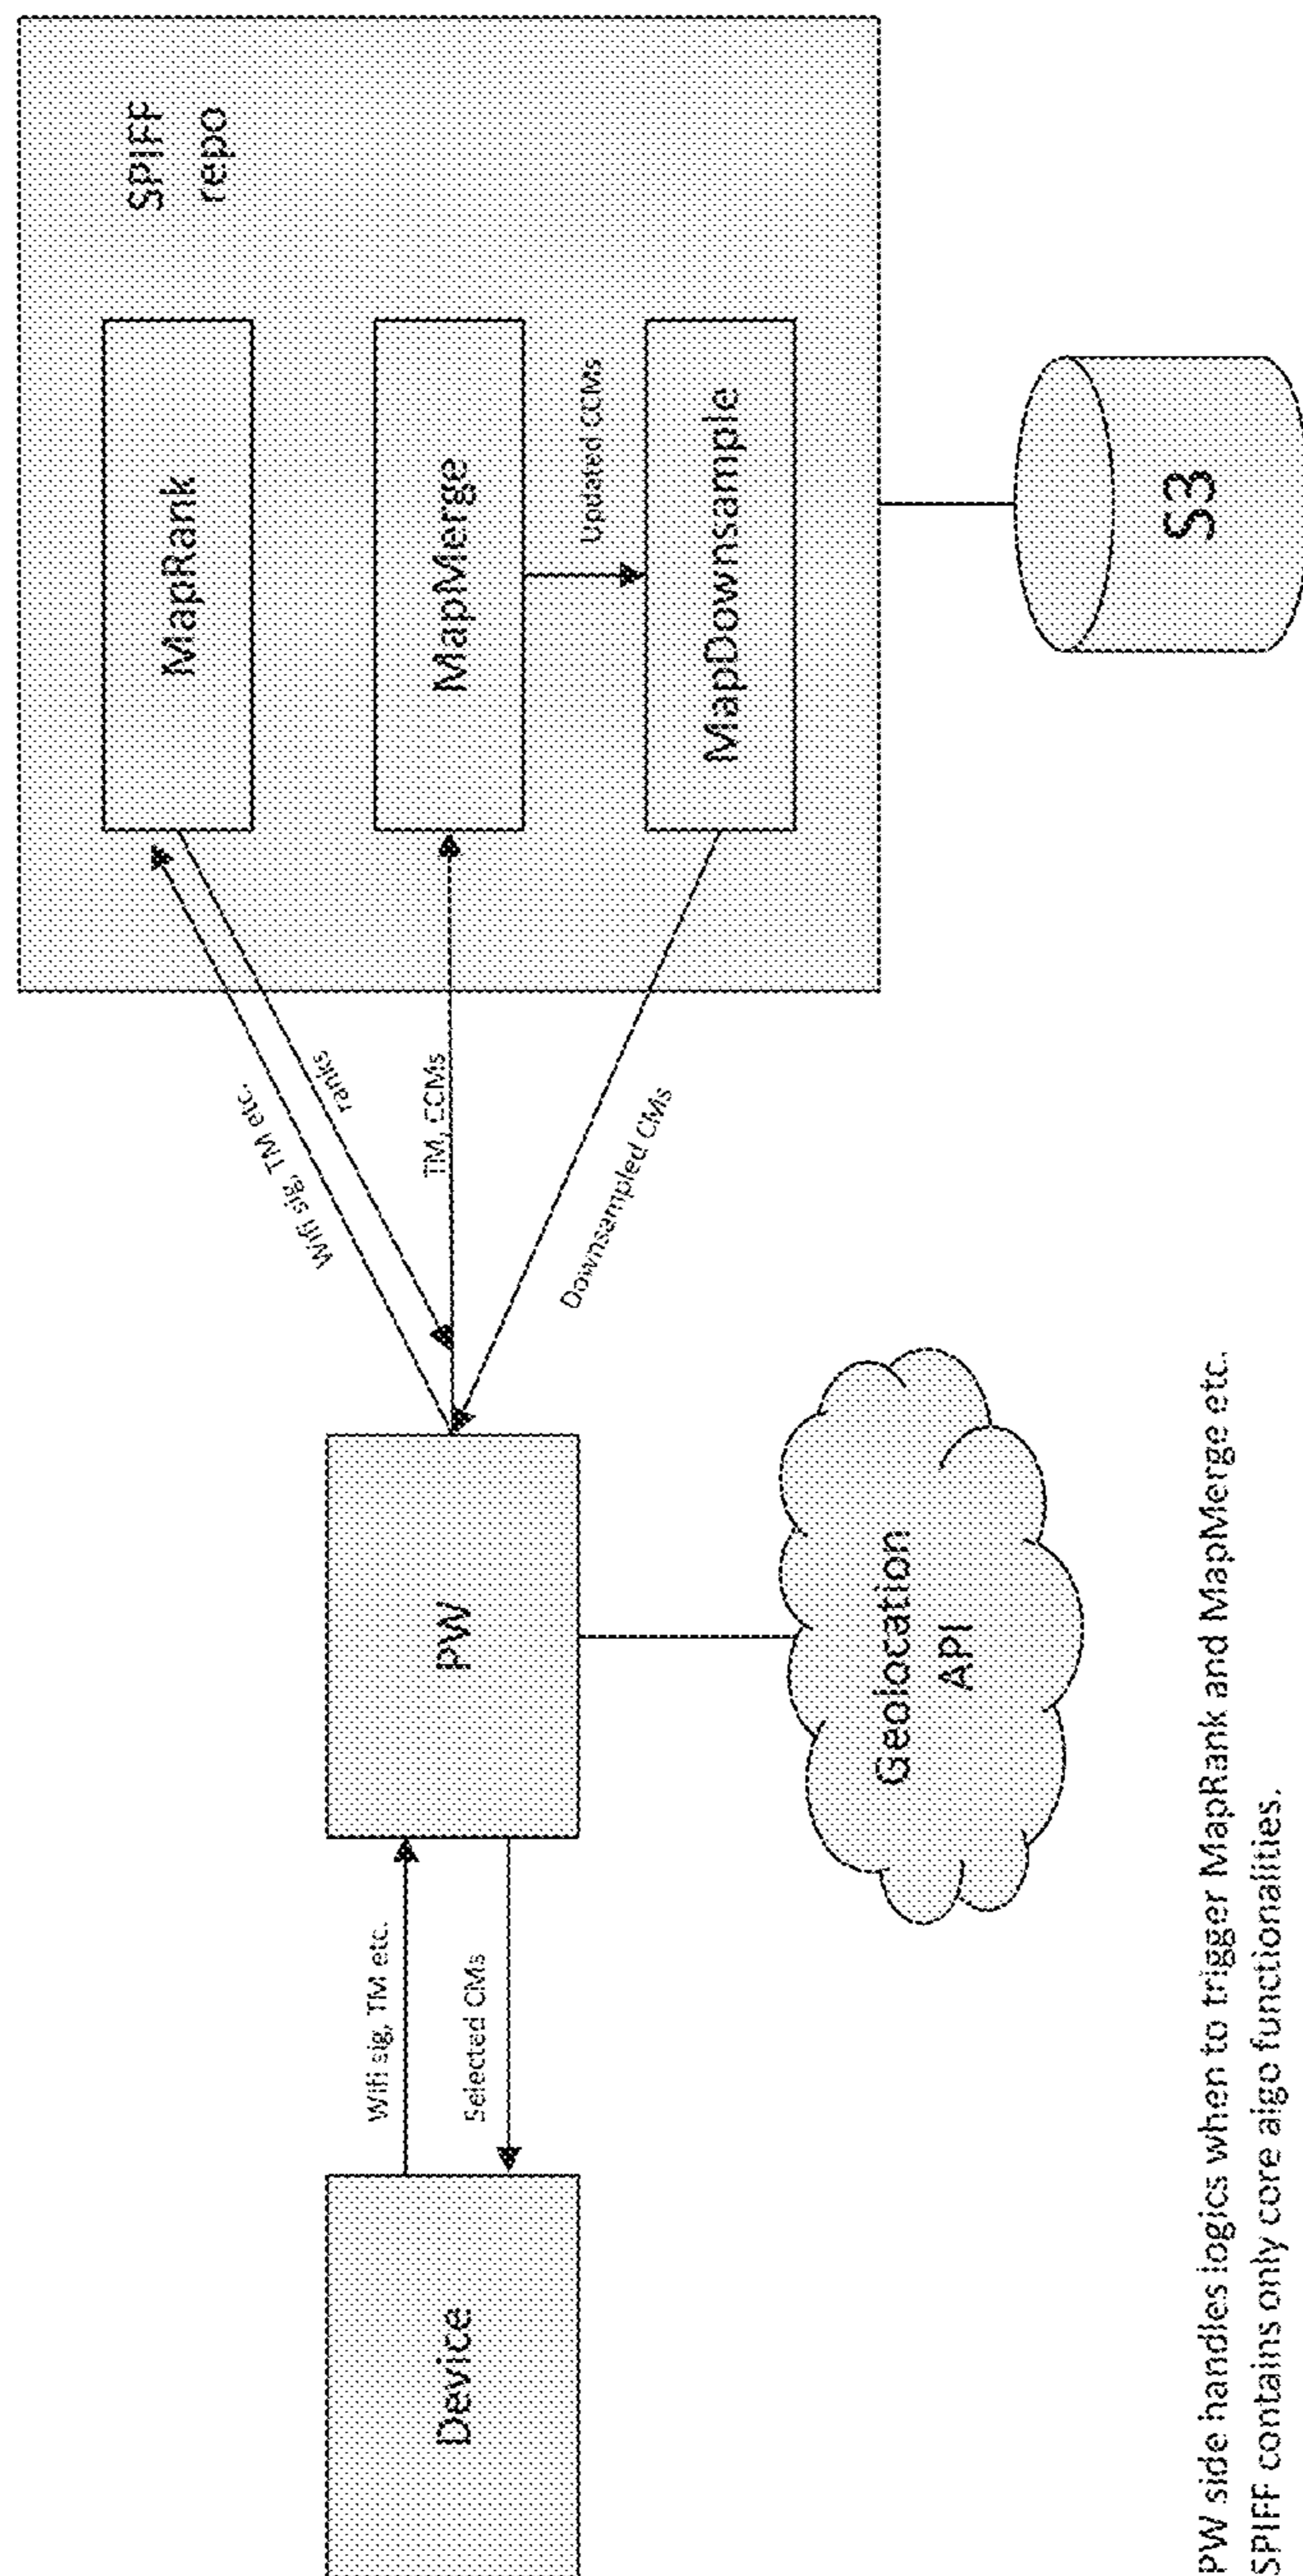 Device
Wifi sig, TM etc.
Selected CMs
PW
Geolocation
API
Wifi sig, TM etc.
ranks
TM, CCMs
Downsampled CMs
SPIFF
repo
MapRank
MapMerge
Updated CCMs
MapDownsample
S3
PW side handles logics when to trigger MapRank and MapMerge etc.
SPIFF contains only core algo functionalities.